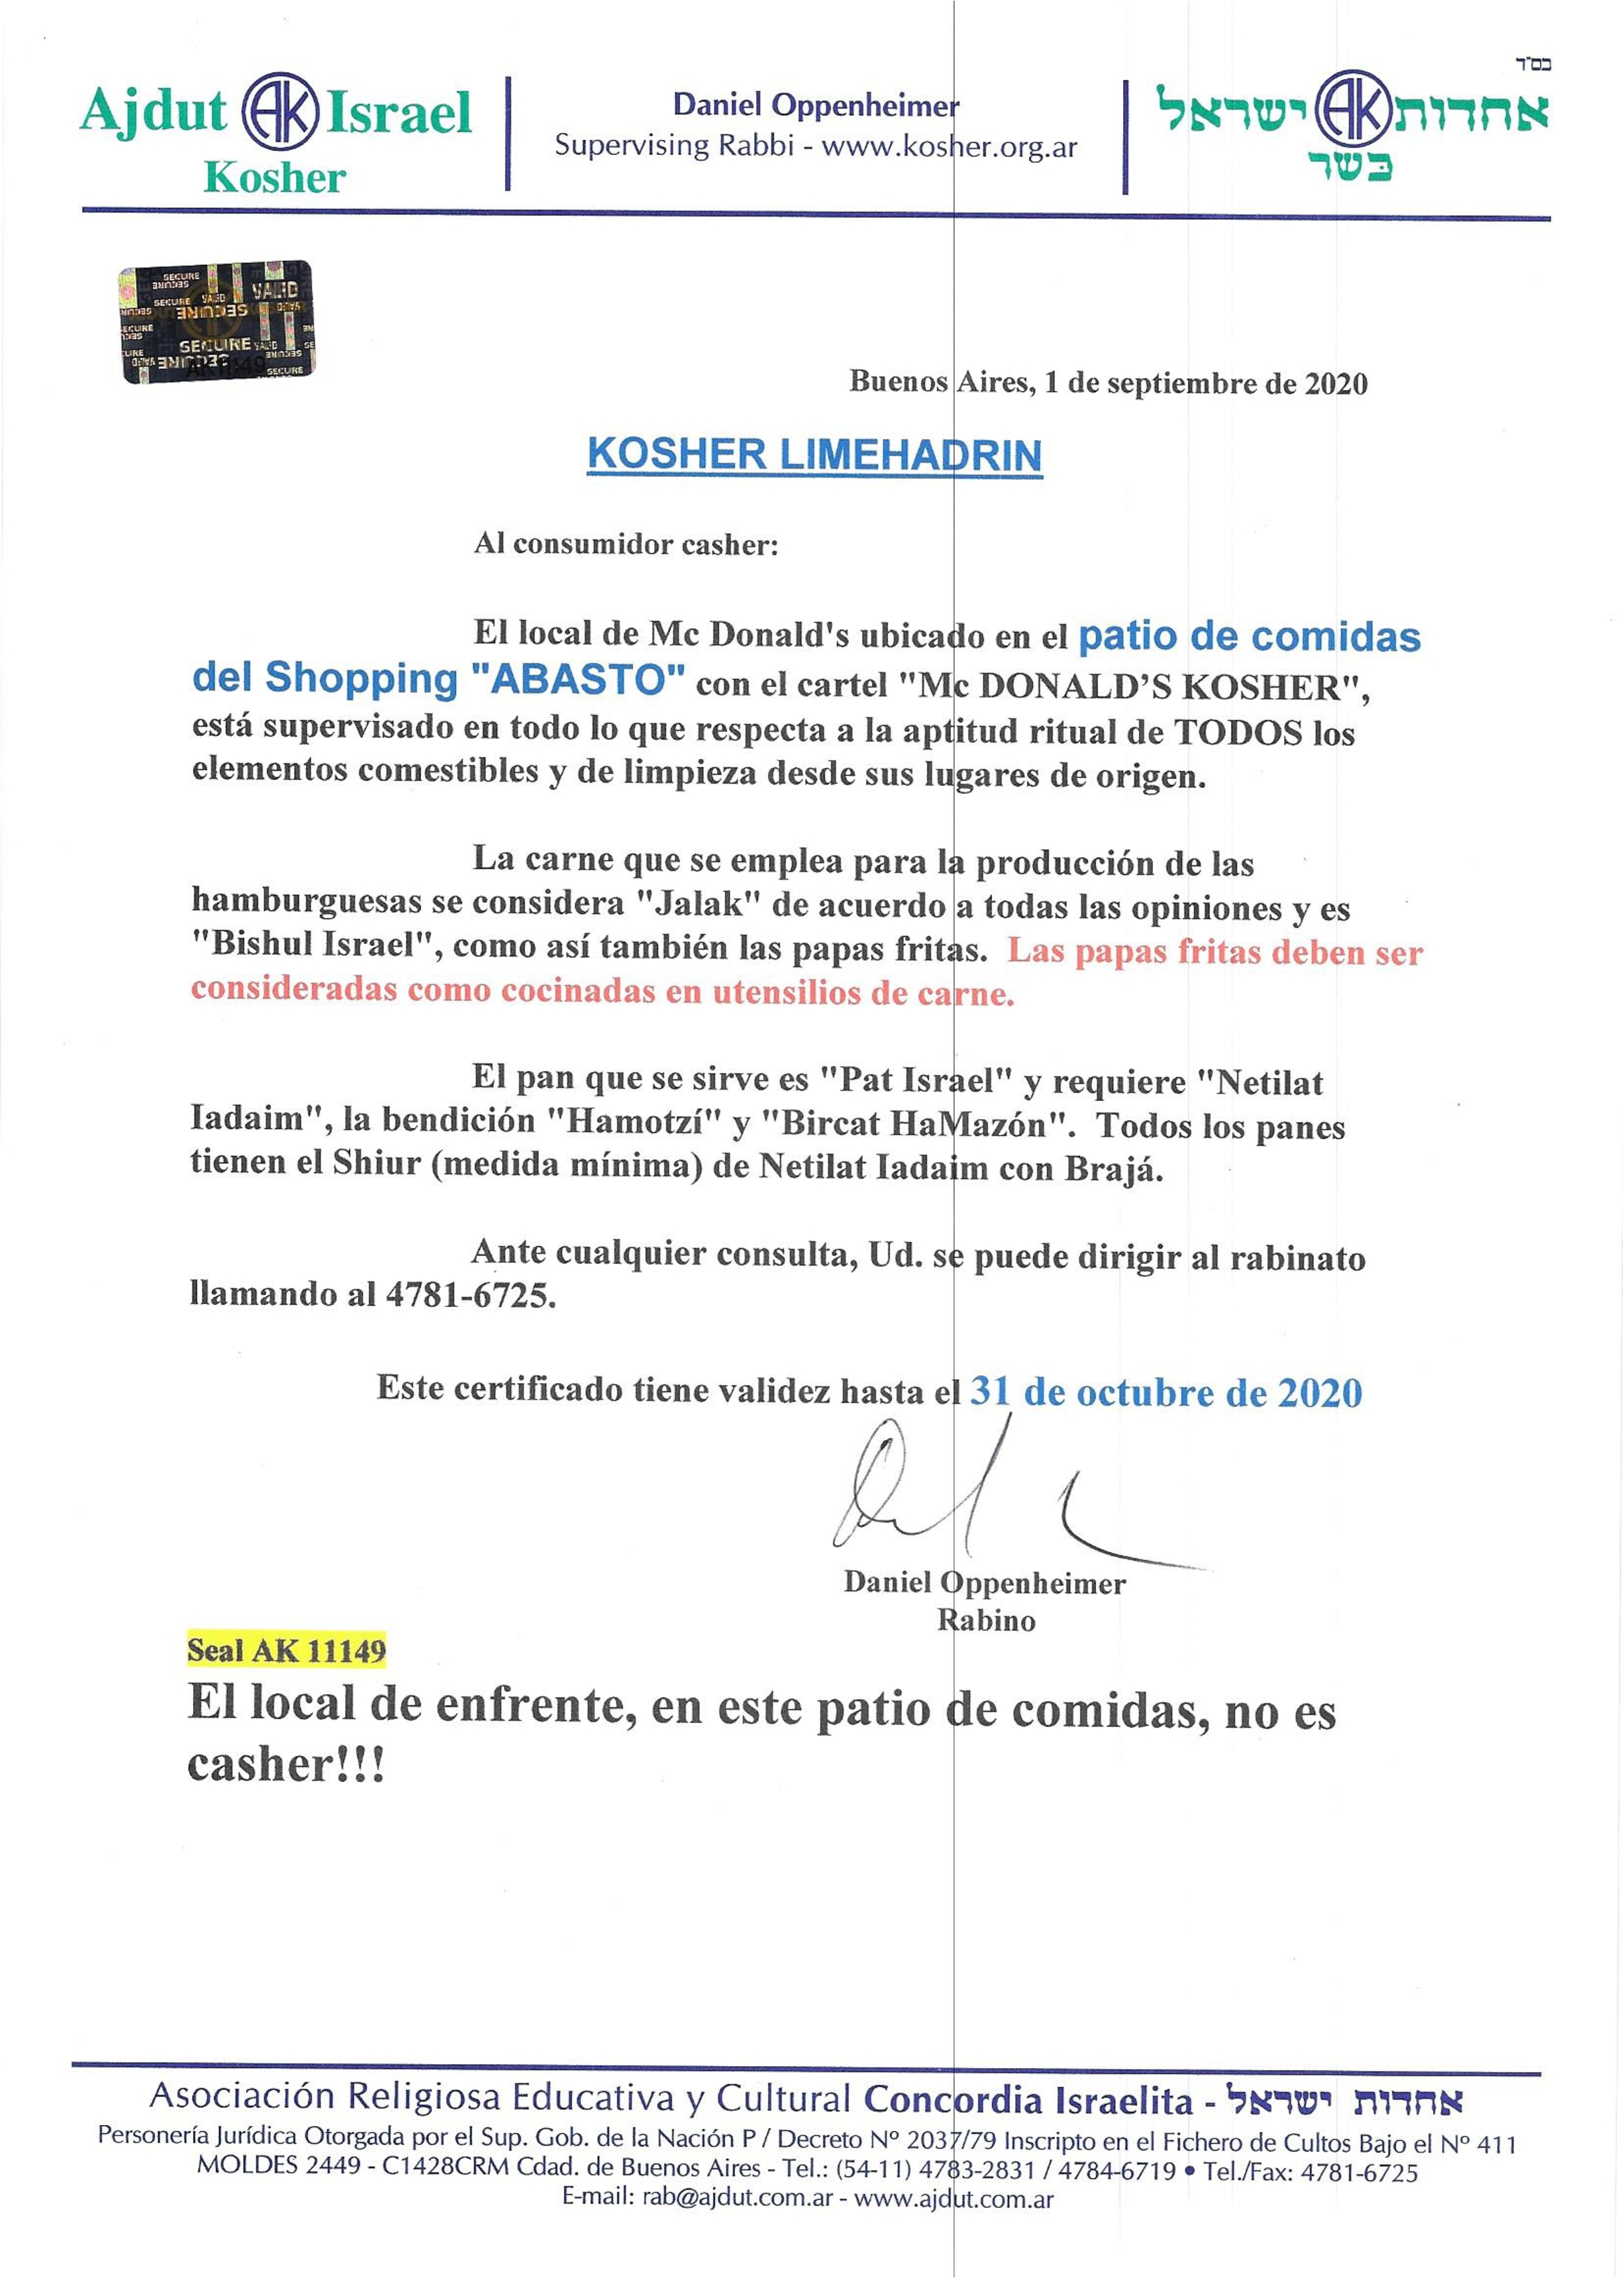 בס"ד
Ajdut AK Israel
Kosher
Daniel Oppenheimer
Supervising Rabbi - www.kosher.org.ar
אחדות AK ישראל
כשר
SECURE
VALID
SECURE
SECURE
AK 11149
Buenos Aires, 1 de septiembre de 2020
KOSHER LIMEHADRIN
Al consumidor casher:
El local de Mc Donald's ubicado en el patio de comidas
del Shopping "ABASTO" con el cartel "Mc DONALD'S KOSHER",
está supervisado en todo lo que respecta a la aptitud ritual de TODOS los
elementos comestibles y de limpieza desde sus lugares de origen.
La carne que se emplea para la producción de las
hamburguesas se considera "Jalak" de acuerdo a todas las opiniones y es
"Bishul Israel", como así también las papas fritas. Las papas fritas deben ser
consideradas como cocinadas en utensilios de carne.
El pan que se sirve es "Pat Israel" y requiere "Netilat
Iadaim", la bendición "Hamotzí" y "Bircat HaMazón". Todos los panes
tienen el Shiur (medida mínima) de Netilat Iadaim con Brajá.
Ante cualquier consulta, Ud. se puede dirigir al rabinato
llamando al 4781-6725.
Este certificado tiene validez hasta el 31 de octubre de 2020
Daniel Oppenheimer
Rabino
Seal AK 11149
El local de enfrente, en este patio de comidas, no es
casher!!!
Asociación Religiosa Educativa y Cultural Concordia Israelita - אחדות ישראל
Personería Jurídica Otorgada por el Sup. Gob. de la Nación P / Decreto Nº 2037/79 Inscripto en el Fichero de Cultos Bajo el Nº 411
MOLDES 2449 - C1428CRM Cdad. de Buenos Aires - Tel.: (54-11) 4783-2831 / 4784-6719 • Tel./Fax: 4781-6725
E-mail: rab@ajdut.com.ar - www.ajdut.com.ar